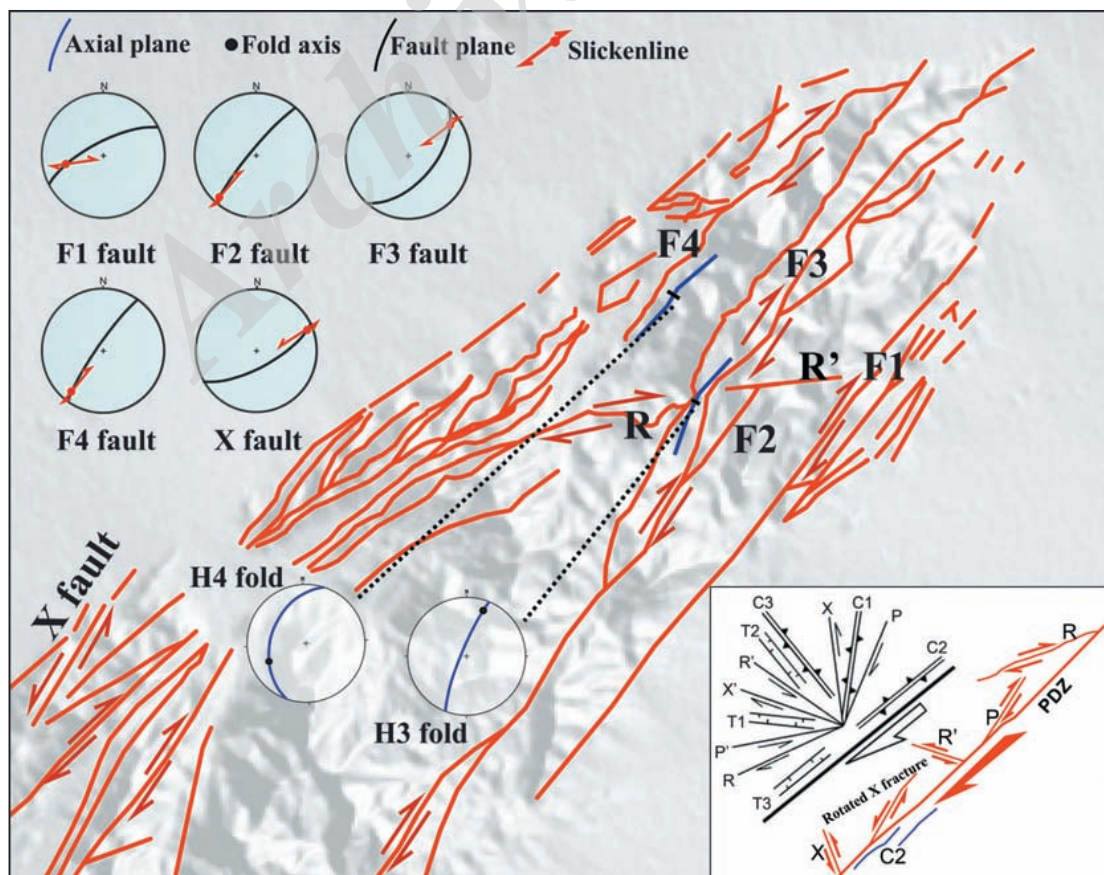 Archiv
Axial plane
Fold axis
Fault plane
Slickenline
N
N
N
F1 fault
F2 fault
F3 fault
N
N
F4 fault
X fault
F4
F3
R'
F1
R
F2
X fault
H4 fold
H3 fold
C3
T2
R'
X'
T1
P'
R
T3
X
C1
P
C2
R
PDZ
P
R'
Rotated X fracture
X
C2